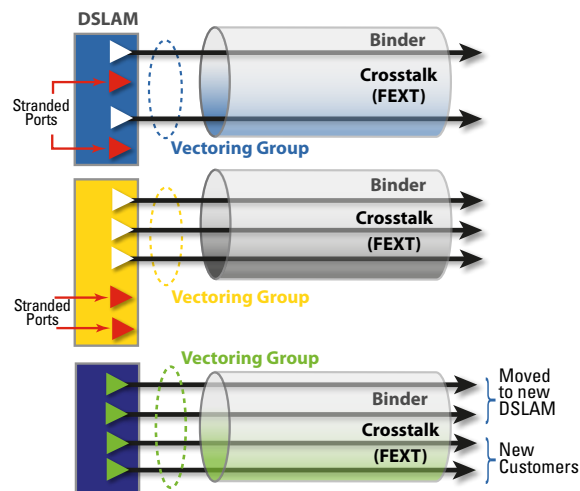 DSLAM
Binder
Crosstalk
(FEXT)
Stranded
Ports
Vectoring Group
Binder
Crosstalk
(FEXT)
Stranded
Ports
Vectoring Group
Vectoring Group
Moved
to new
DSLAM
Binder
Crosstalk
(FEXT)
New
Customers